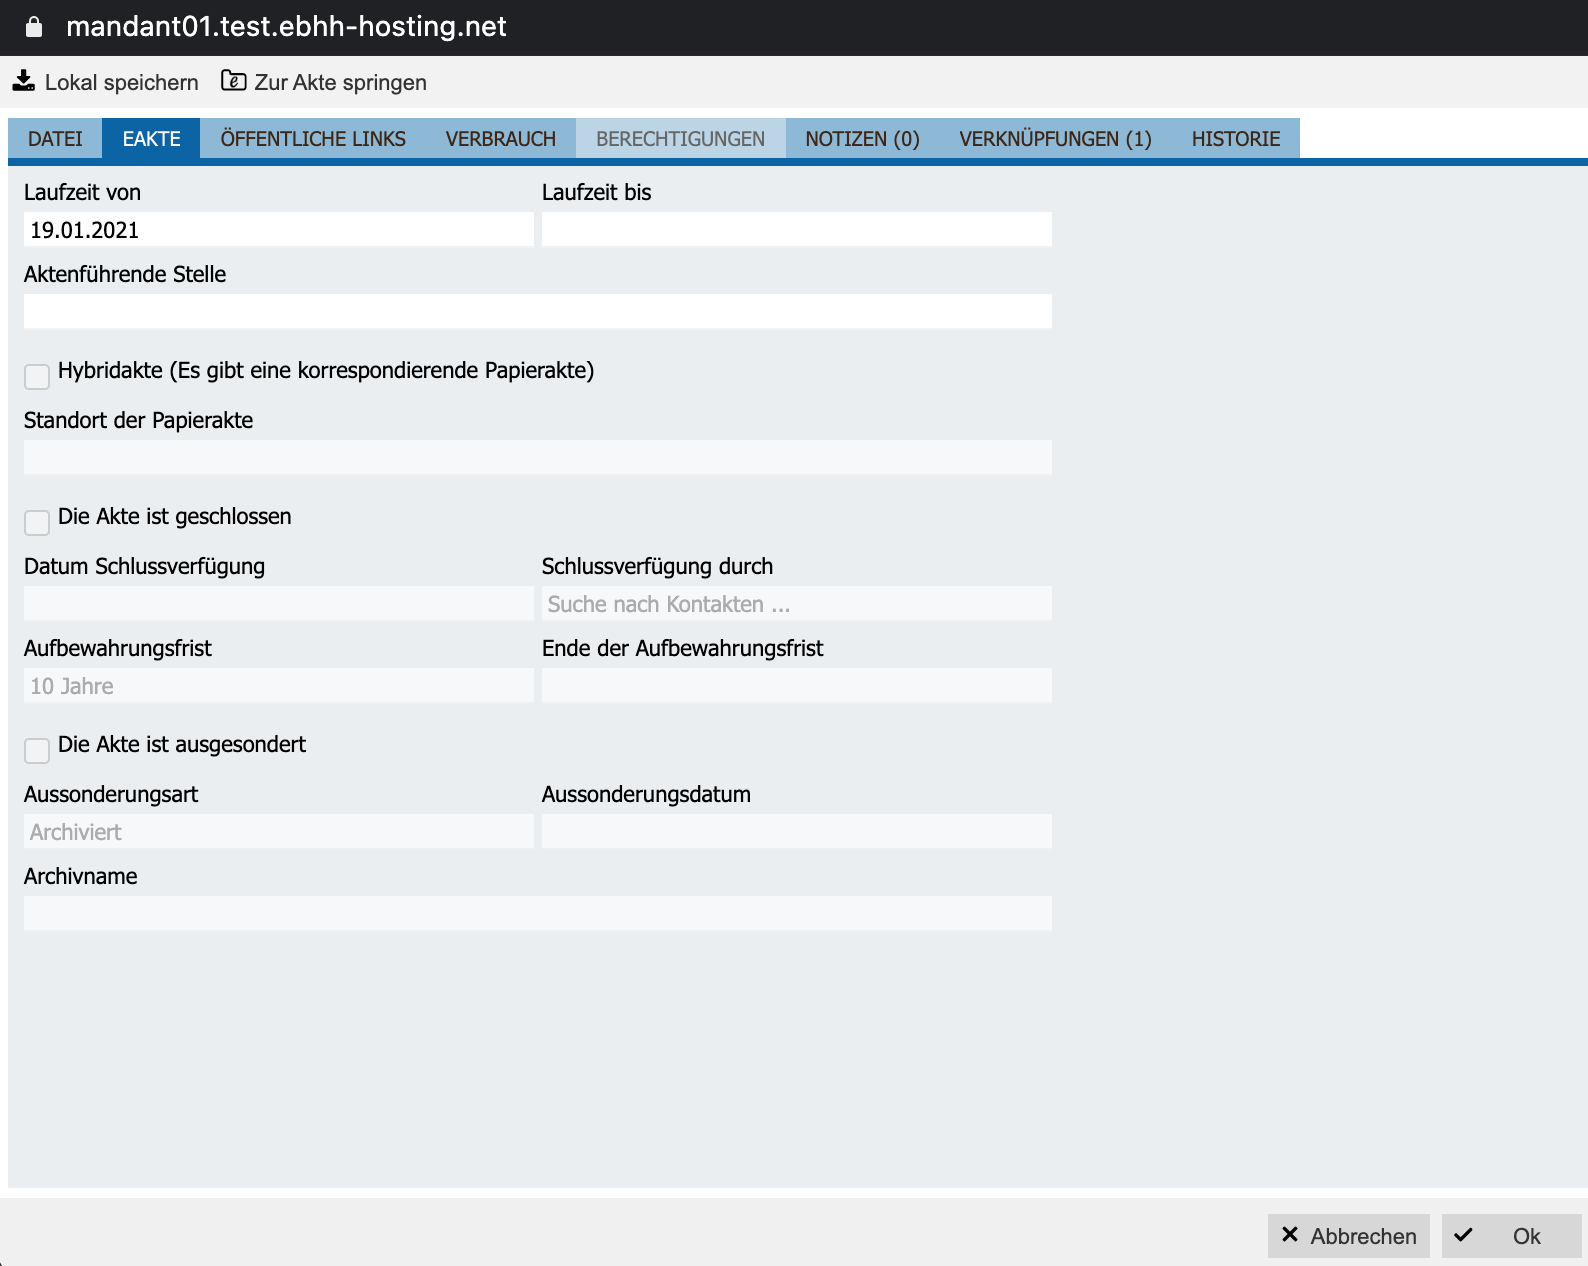 mandant01.test.ebhh-hosting.net
Lokal speichern Zur Akte springen
DATEI EAKTE ÖFFENTLICHE LINKS VERBRAUCH BERECHTIGUNGEN NOTIZEN (0) VERKNÜPFUNGEN (1) HISTORIE
Laufzeit von Laufzeit bis
19.01.2021
Aktenführende Stelle
Hybridakte (Es gibt eine korrespondierende Papierakte)
Standort der Papierakte
Die Akte ist geschlossen
Datum Schlussverfügung Schlussverfügung durch
Suche nach Kontakten ...
Aufbewahrungsfrist Ende der Aufbewahrungsfrist
10 Jahre
Die Akte ist ausgesondert
Aussonderungsart Aussonderungsdatum
Archiviert
Archivname
Abbrechen Ok